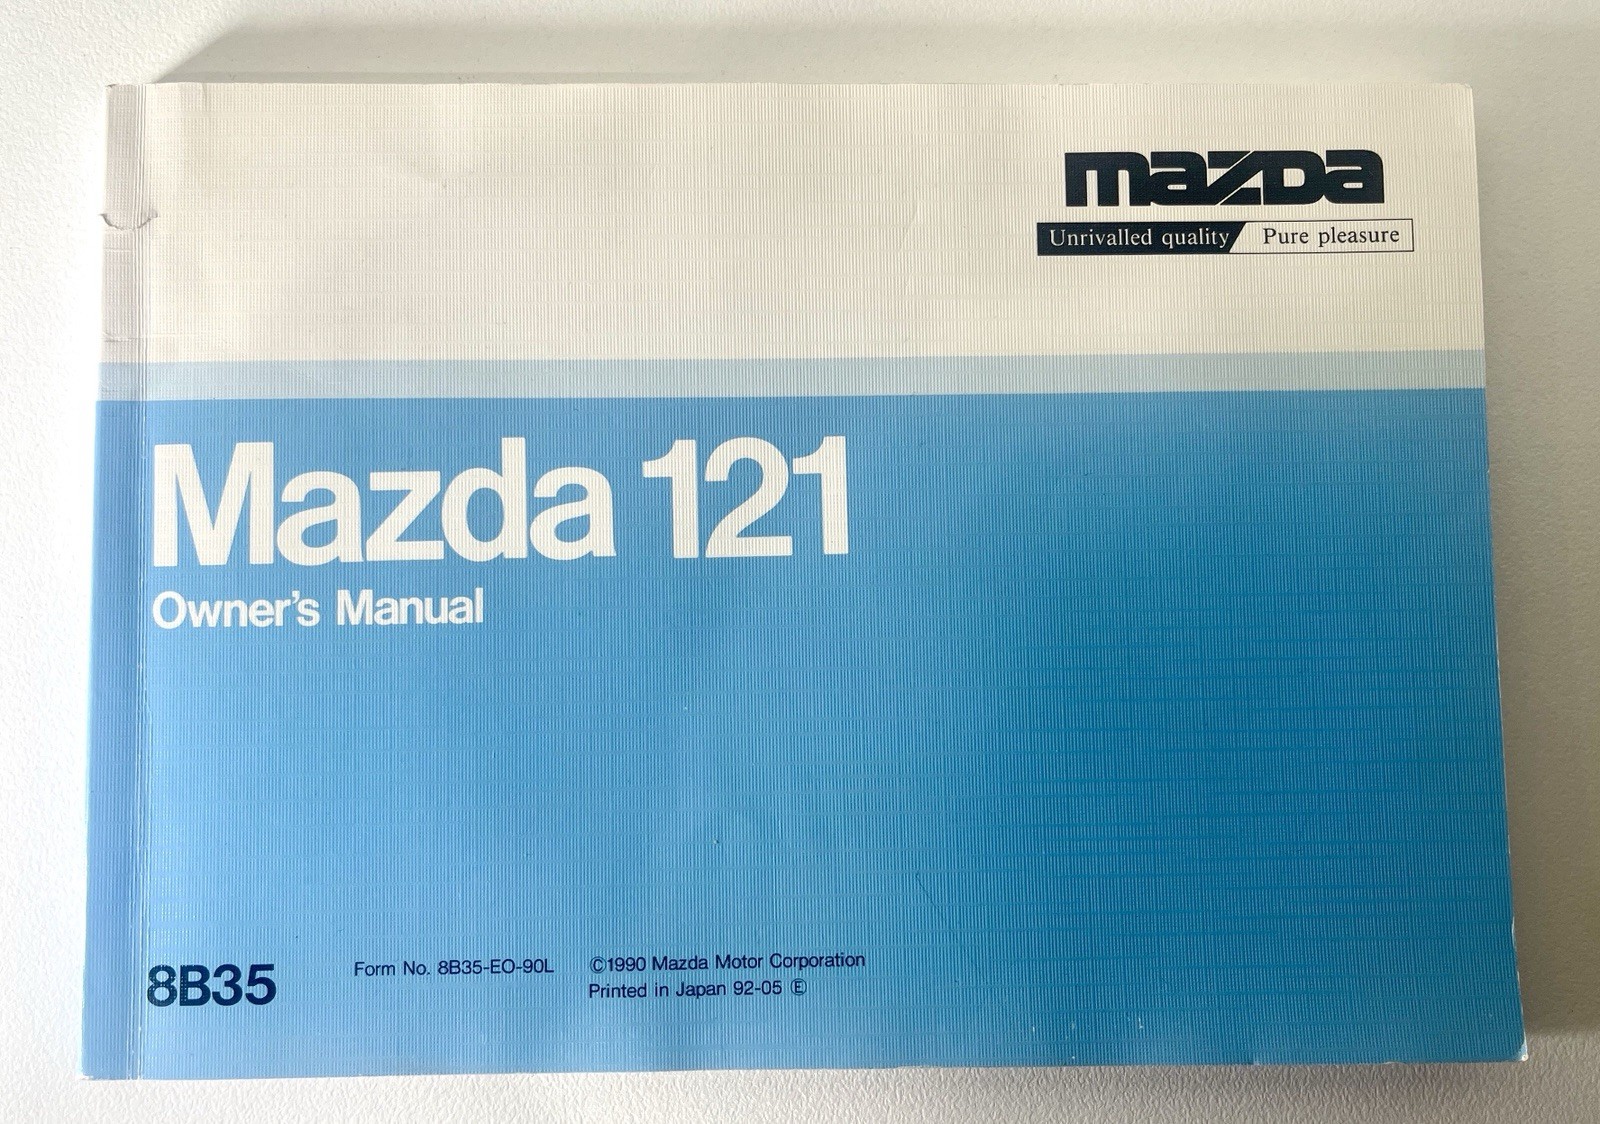 mazda
Unrivalled quality Pure pleasure
Mazda 121
Owner's Manual
8B35
Form No. 8B35-EO-90L
©1990 Mazda Motor Corporation
Printed in Japan 92-05 Ⓔ